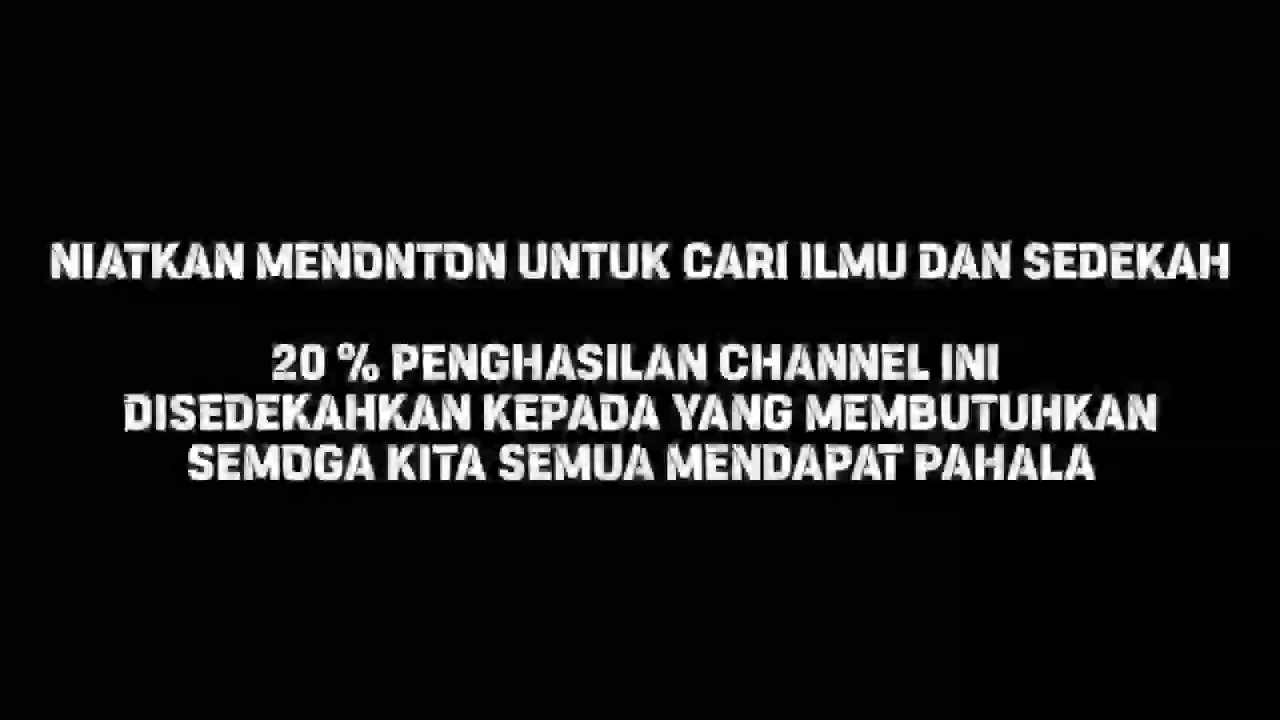 NIATKAN MENONTON UNTUK CARI ILMU DAN SEDEKAH
20 % PENGHASILAN CHANNEL INI
DISEDEKAHKAN KEPADA YANG MEMBUTUHKAN
SEMOGA KITA SEMUA MENDAPAT PAHALA